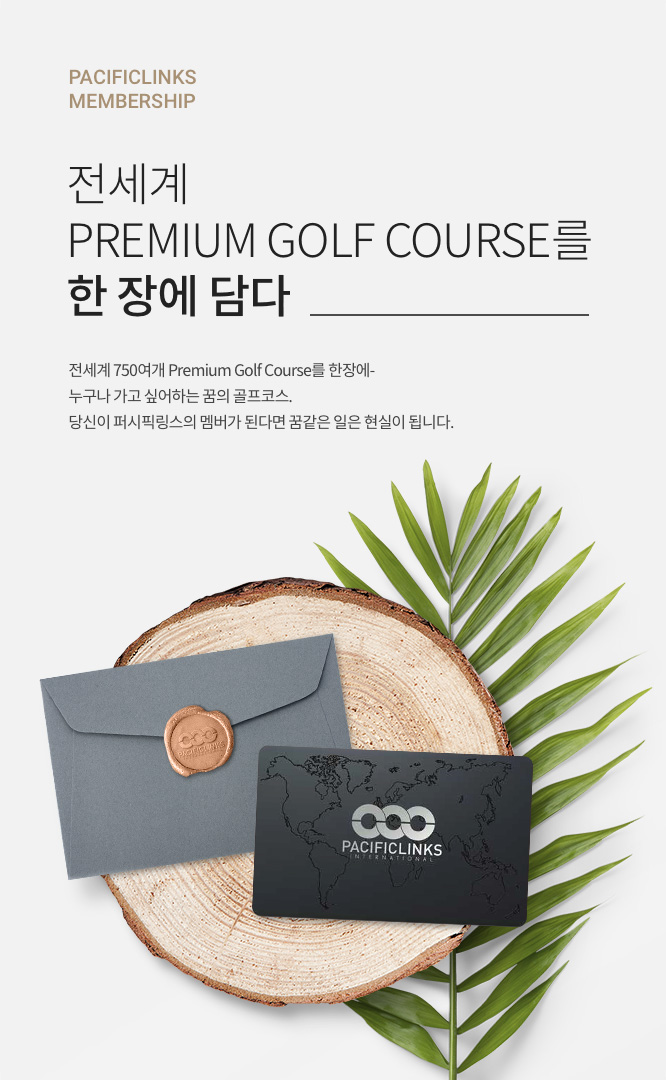 PACIFICLINKS
MEMBERSHIP
전세계
PREMIUM GOLF COURSE를
한 장에 담다
전세계 750여개 Premium Golf Course를 한장에-
누구나 가고 싶어하는 꿈의 골프코스.
당신이 퍼시픽링스의 멤버가 된다면 꿈같은 일은 현실이 됩니다.
PACIFICLINKS
PACIFICLINKS
INTERNATIONAL